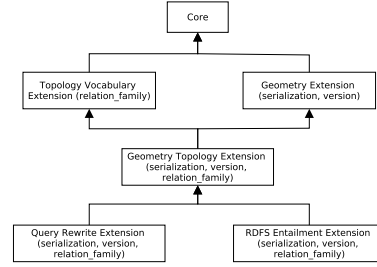 Core
Topology Vocabulary
Extension (relation_family)
Geometry Extension
(serialization, version)
Geometry Topology Extension
(serialization, version,
relation_family)
Query Rewrite Extension
(serialization, version,
relation_family)
RDFS Entailment Extension
(serialization, version,
relation_family)